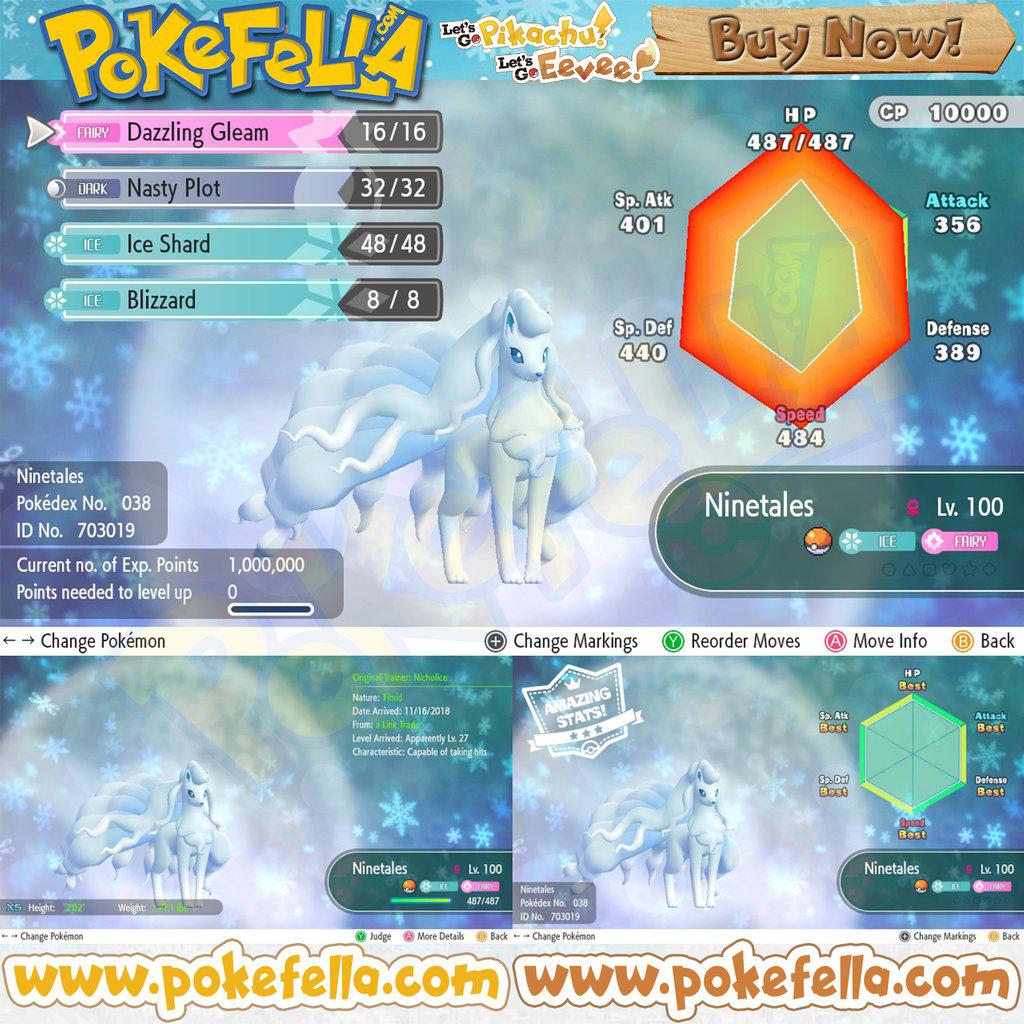 POKEFELLA.COM
Let's Go Pikachu!
Let's Go Eevee!
Buy Now!
FAIRY Dazzling Gleam 16/16
DARK Nasty Plot 32/32
ICE Ice Shard 48/48
ICE Blizzard 8 / 8
CP 10000
HP
487/487
Sp. Atk
401
Attack
356
Sp. Def
440
Defense
389
Speed
484
.COM
Ninetales
Pokédex No. 038
ID No. 703019
Current no. of Exp. Points 1,000,000
Points needed to level up 0
Ninetales Lv. 100
ICE FAIRY
← → Change Pokémon + Change Markings Y Reorder Moves A Move Info B Back
Original Trainer: Nicholice
Nature: Timid
Date Arrived: 11/16/2018
From: a Link Trade
Level Arrived: Apparently Lv. 27
Characteristic: Capable of taking hits
Ninetales Lv. 100
ICE FAIRY
487/487
XS Height: 2'02" Weight:
← → Change Pokémon Y Judge A More Details B Back
AMAZING
STATS!
HP
Best
Sp. Atk
Best
Attack
Best
Sp. Def
Best
Defense
Best
Speed
Best
Ninetales
Pokédex No. 038
ID No. 703019
Ninetales Lv. 100
ICE FAIRY
← → Change Pokémon + Change Markings B Back
www.pokefella.com
www.pokefella.com